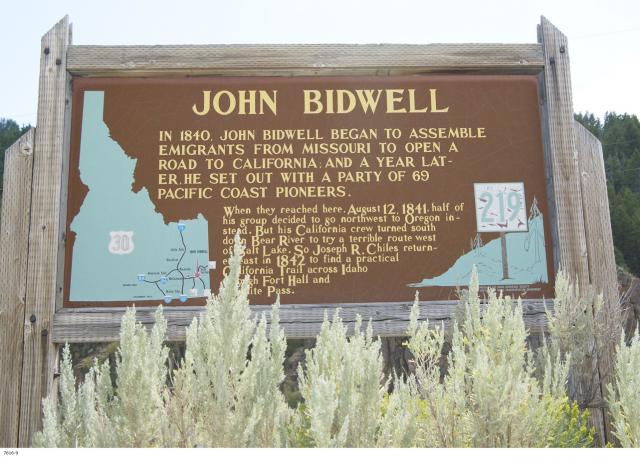 JOHN BIDWELL
IN 1840, JOHN BIDWELL BEGAN TO ASSEMBLE
EMIGRANTS FROM MISSOURI TO OPEN A
ROAD TO CALIFORNIA; AND A YEAR LAT-
ER, HE SET OUT WITH A PARTY OF 69
PACIFIC COAST PIONEERS.
When they reached here, August 12, 1841, half of
his group decided to go northwest to Oregon in-
stead. But his California crew turned south
down Bear River to try a terrible route west
of Salt Lake. So Joseph R. Chiles return-
east in 1842 to find a practical
California Trail across Idaho
Fort Hall and
Pass.
219
30
7616-9